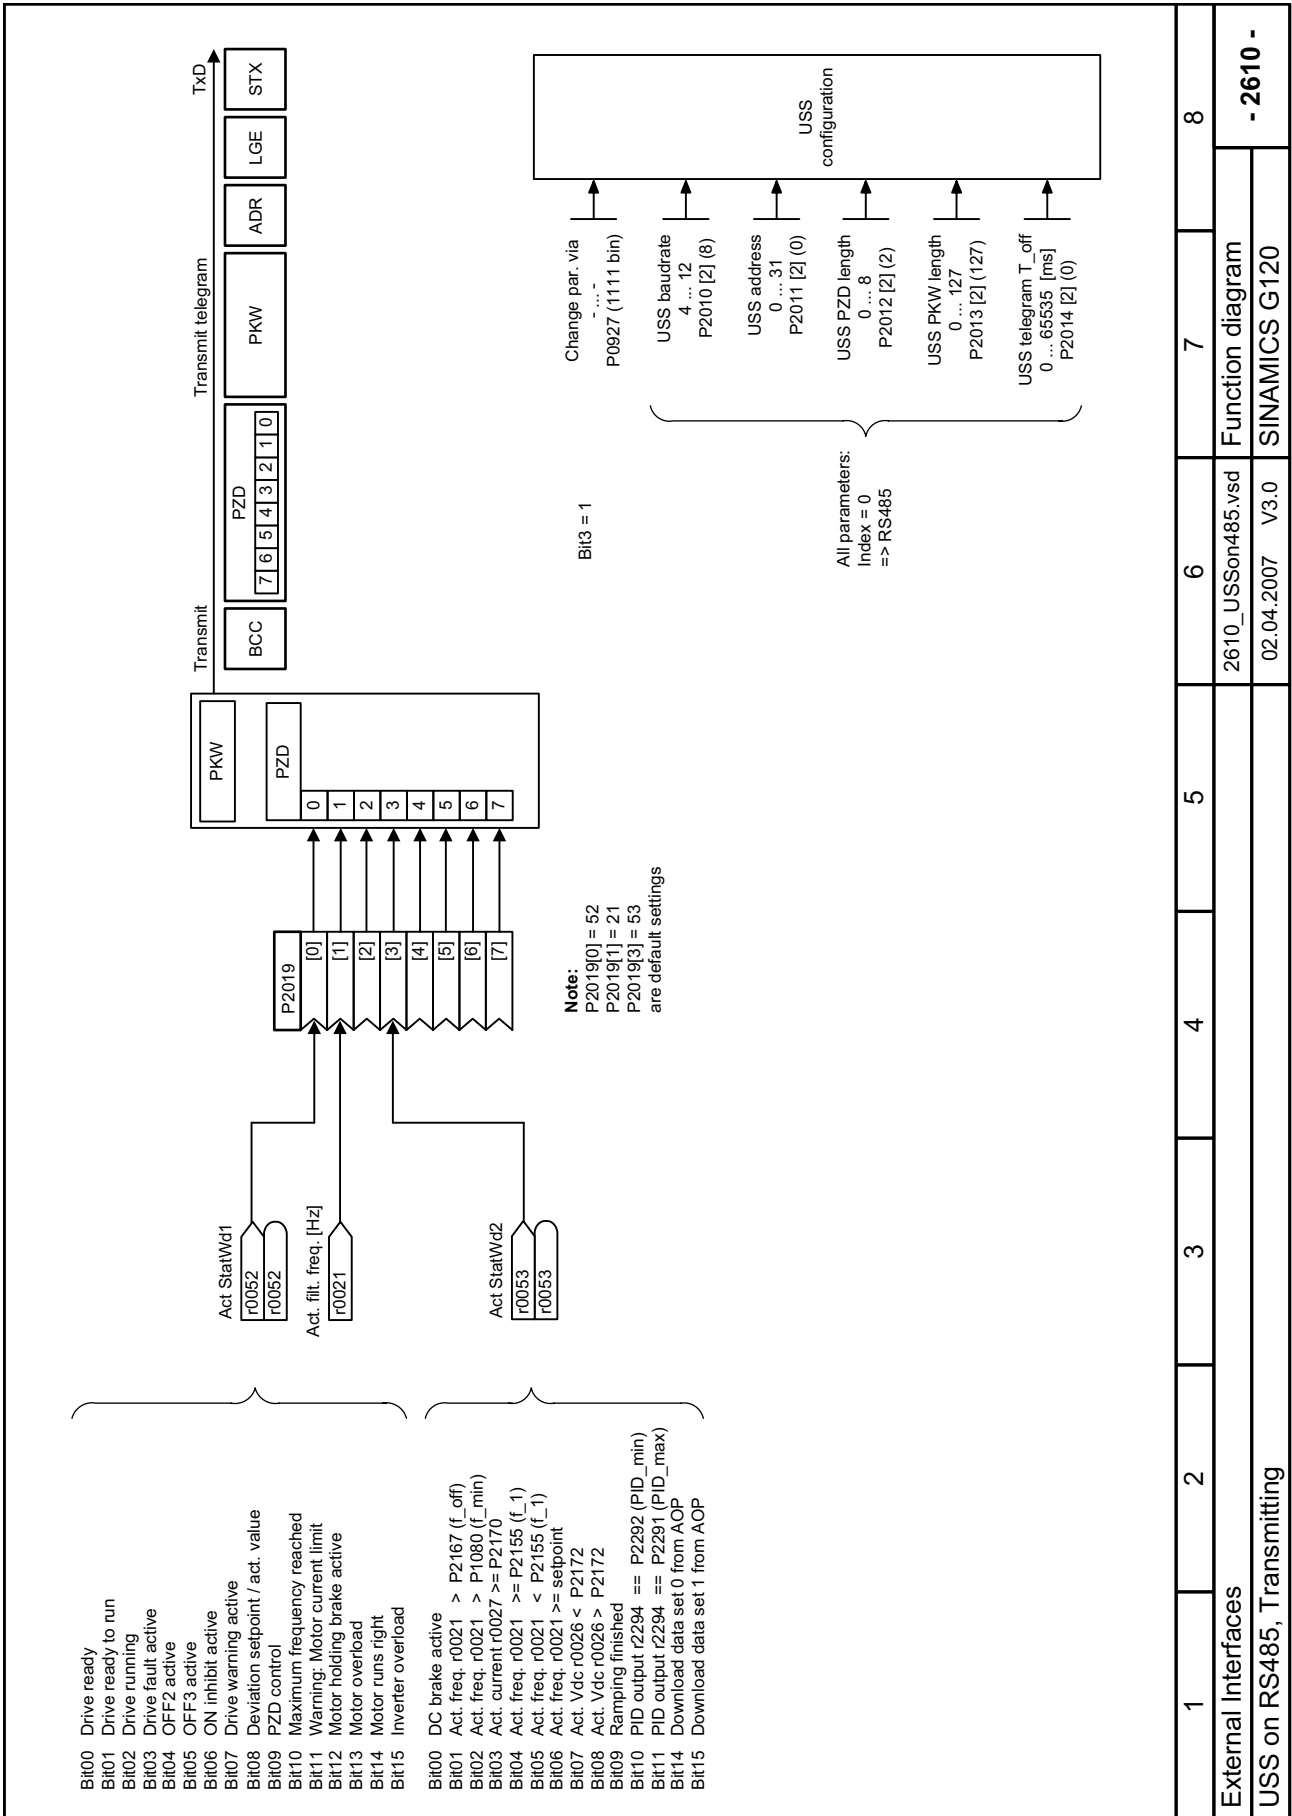 Bit00 Drive ready
Bit01 Drive ready to run
Bit02 Drive running
Bit03 Drive fault active
Bit04 OFF2 active
Bit05 OFF3 active
Bit06 ON inhibit active
Bit07 Drive warning active
Bit08 Deviation setpoint / act. value
Bit09 PZD control
Bit10 Maximum frequency reached
Bit11 Warning: Motor current limit
Bit12 Motor holding brake active
Bit13 Motor overload
Bit14 Motor runs right
Bit15 Inverter overload
Bit00 DC brake active
Bit01 Act. freq. r0021 > P2167 (f_off)
Bit02 Act. freq. r0021 > P1080 (f_min)
Bit03 Act. current r0027 >= P2170
Bit04 Act. freq. r0021 >= P2155 (f_1)
Bit05 Act. freq. r0021 < P2155 (f_1)
Bit06 Act. freq. r0021 >= setpoint
Bit07 Act. Vdc r0026 < P2172
Bit08 Act. Vdc r0026 > P2172
Bit09 Ramping finished
Bit10 PID output r2294 == P2292 (PID_min)
Bit11 PID output r2294 == P2291 (PID_max)
Bit14 Download data set 0 from AOP
Bit15 Download data set 1 from AOP
Act StatWd1
r0052
r0052
Act. filt. freq. [Hz]
r0021
Act StatWd2
r0053
r0053
P2019
[0]
[1]
[2]
[3]
[4]
[5]
[6]
[7]
Note:
P2019[0] = 52
P2019[1] = 21
P2019[3] = 53
are default settings
PKW
PZD
0
1
2
3
4
5
6
7
Transmit
Transmit telegram
TxD
BCC
PZD
7 6 5 4 3 2 1 0
PKW
ADR
LGE
STX
Bit3 = 1
All parameters:
Index = 0
=> RS485
Change par. via
- ... -
P0927 (1111 bin)
USS baudrate
4 ... 12
P2010 [2] (8)
USS address
0 ... 31
P2011 [2] (0)
USS PZD length
0 ... 8
P2012 [2] (2)
USS PKW length
0 ... 127
P2013 [2] (127)
USS telegram T_off
0 ... 65535 [ms]
P2014 [2] (0)
USS
configuration
1 2 3 4 5 6 7 8
External Interfaces
2610_USSon485.vsd
Function diagram
- 2610 -
USS on RS485, Transmitting
02.04.2007 V3.0
SINAMICS G120